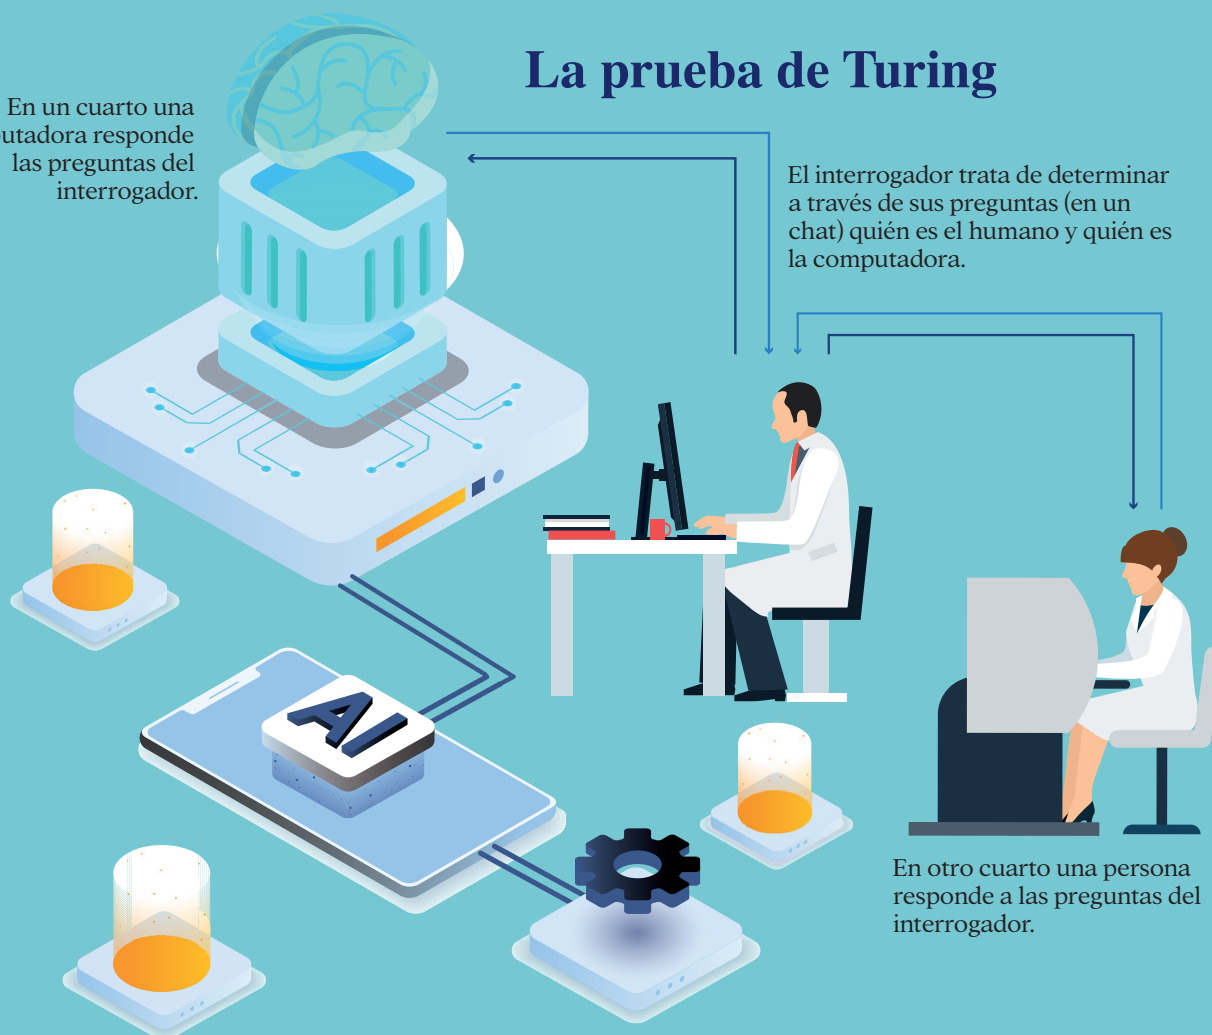 La prueba de Turing
En un cuarto una
utadora responde
las preguntas del
interrogador.
El interrogador trata de determinar
a través de sus preguntas (en un
chat) quién es el humano y quién es
la computadora.
AI
En otro cuarto una persona
responde a las preguntas del
interrogador.